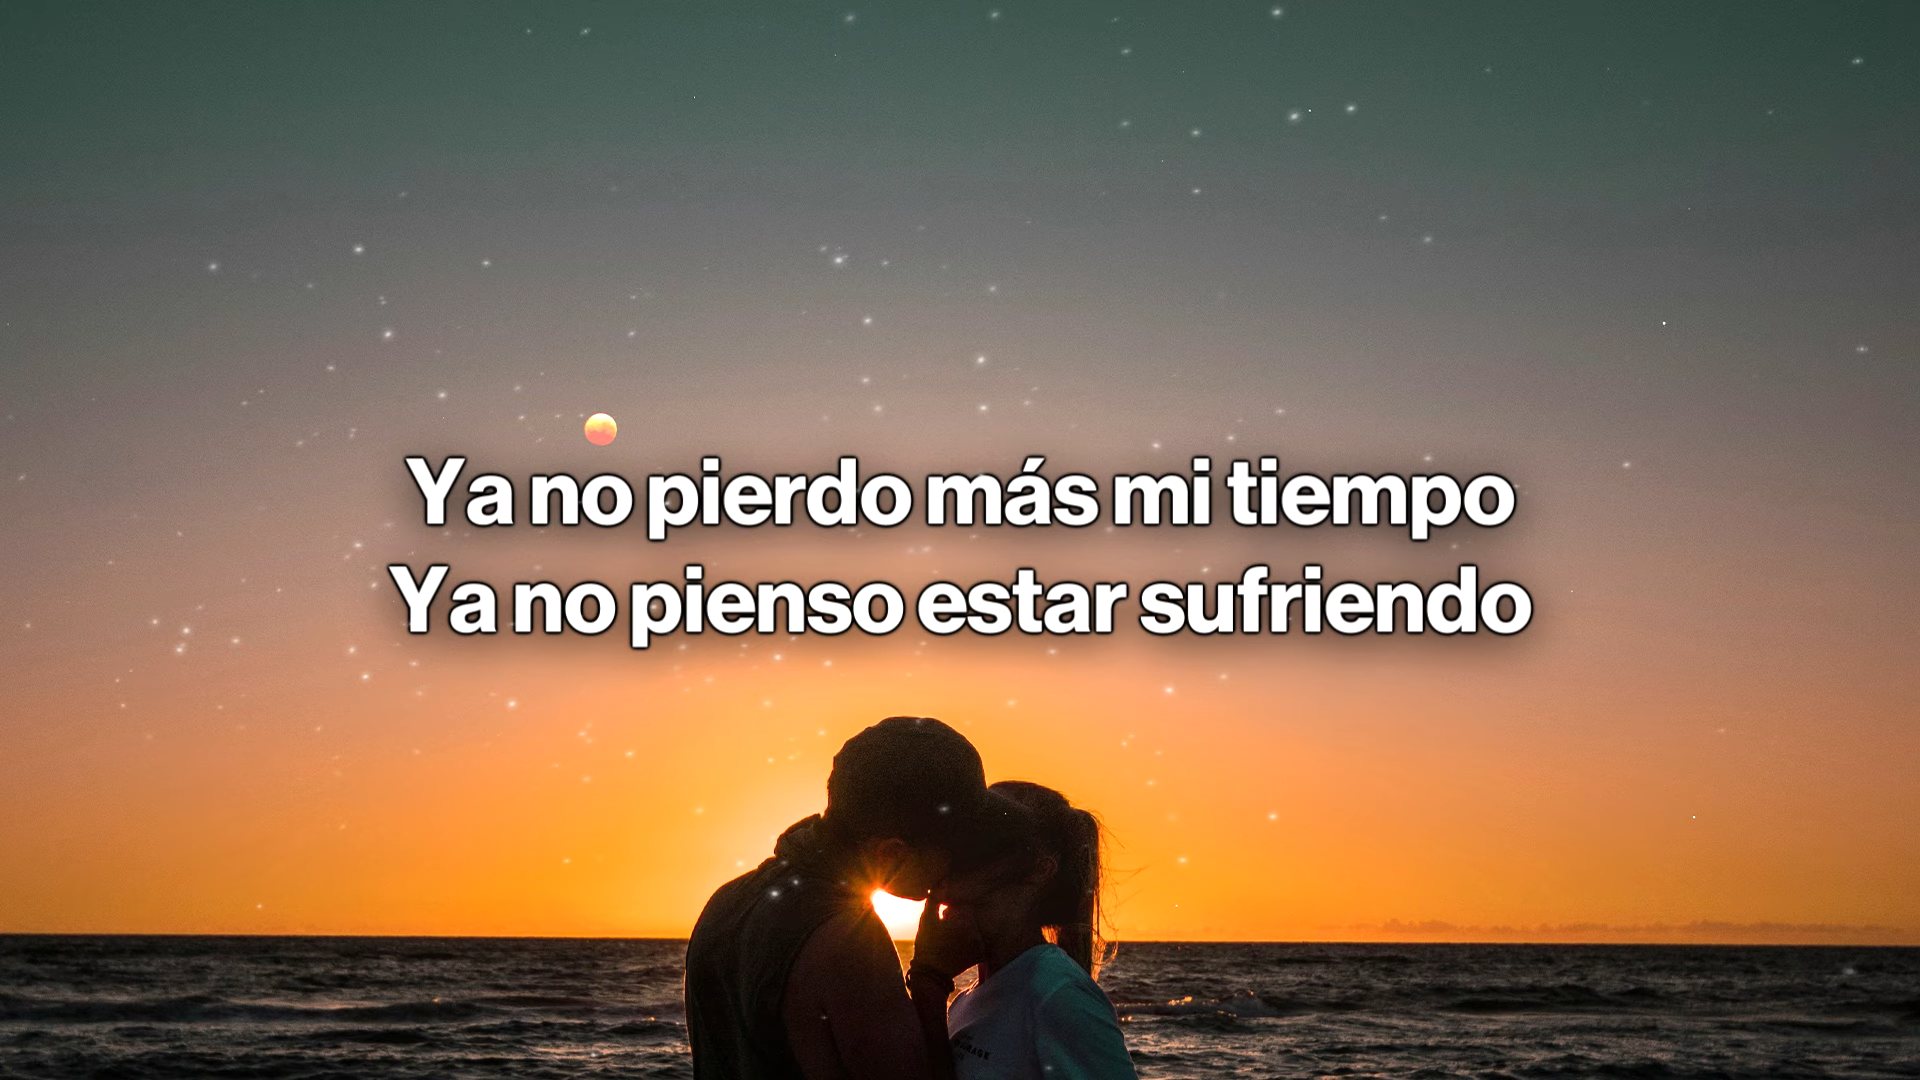 Ya no pierdo más mi tiempo
Ya no pienso estar sufriendo